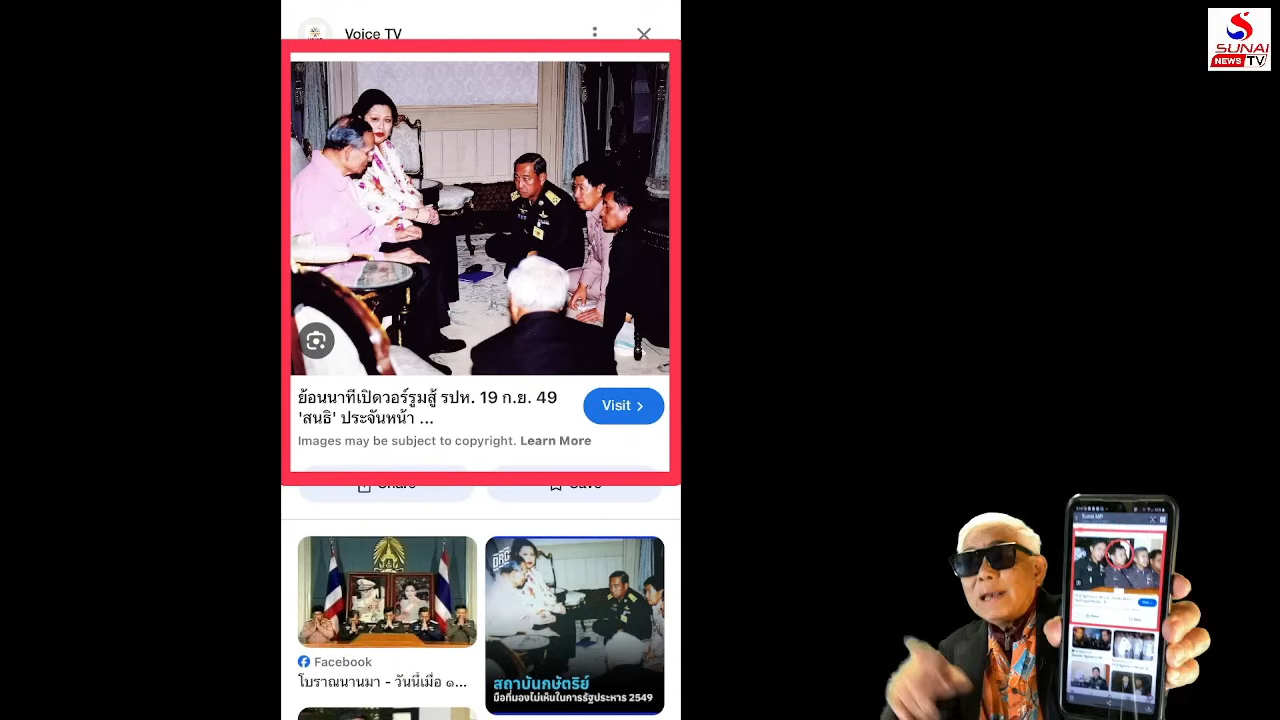 Voice TV
SUNAI
NEWS TV
ย้อนนาทีเปิดวอร์รูมสู้ รปห. 19 ก.ย. 49
'สนธิ' ประจันหน้า ...
Visit
Images may be subject to copyright. Learn More
Share
Save
DRG
Facebook
โบราณนานมา - วันนี้เมื่อ ๑...
สถาบันกษัตริย์
มือที่มองไม่เห็นในการรัฐประหาร 2549
Sunai MP